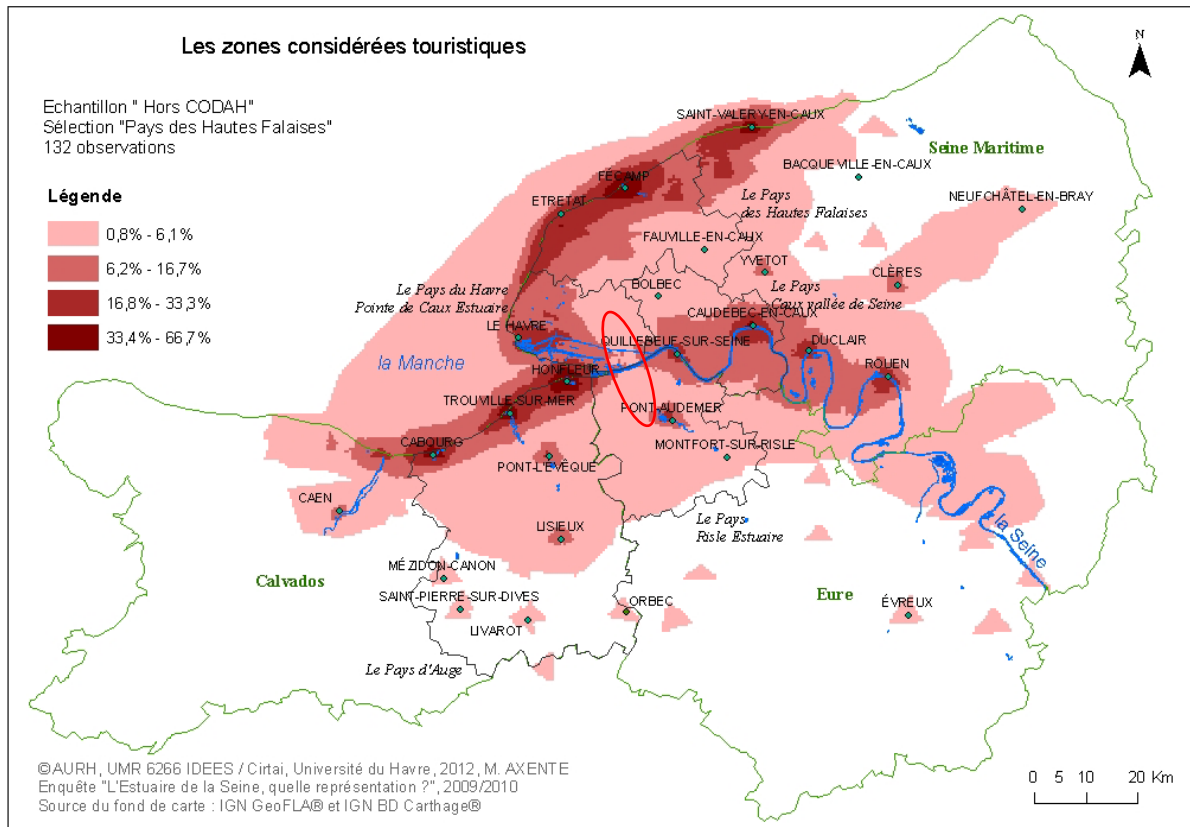 Les zones considérées touristiques
N
Echantillon " Hors CODAH"
Sélection "Pays des Hautes Falaises"
132 observations
Légende
0,8% - 6,1%
6,2% - 16,7%
16,8% - 33,3%
33,4% - 66,7%
SAINT-VALERY-EN-CAUX
Seine Maritime
BACQUEVILLE-EN-CAUX
FÉCAMP
NEUFCHÂTEL-EN-BRAY
Le Pays
des Hautes Falaises
ETRETAT
FAUVILLE-EN-CAUX
YVETOT
CLÈRES
BOLBEC
Le Pays du Havre
Pointe de Caux Estuaire
Le Pays
Caux vallée de Seine
CAUDEBEC-EN-CAUX
LE HAVRE
QUILLEBEUF-SUR-SEINE
DUCLAIR
la Manche
HONFLEUR
ROUEN
TROUVILLE-SUR-MER
PONT-AUDEMER
CABOURG
MONTFORT-SUR-RISLE
PONT-L'ÉVÊQUE
CAEN
LISIEUX
Le Pays
Risle Estuaire
la Seine
MÉZIDON-CANON
Calvados
SAINT-PIERRE-SUR-DIVES
LIVAROT
ORBEC
Eure
ÉVREUX
Le Pays d'Auge
©AURH, UMR 6266 IDEES / Cirtai, Université du Havre, 2012, M. AXENTE
Enquête "L'Estuaire de la Seine, quelle représentation ?", 2009/2010
Source du fond de carte : IGN GeoFLA® et IGN BD Carthage®
0 5 10 20 Km